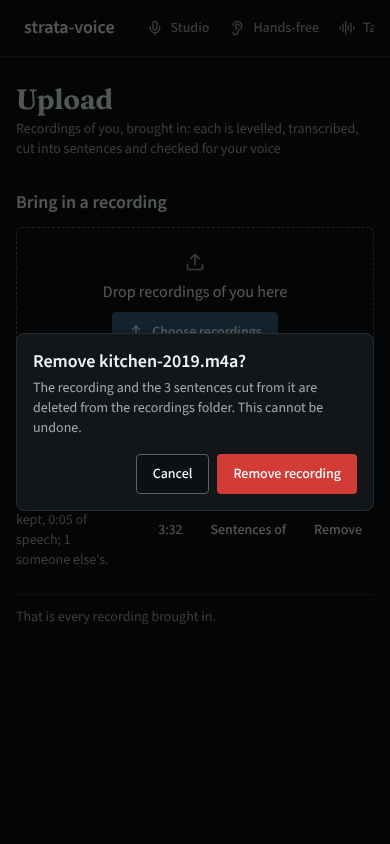 strata-voice
Studio
Hands-free
Ta
Upload
Recordings of you, brought in: each is levelled, transcribed,
cut into sentences and checked for your voice
Bring in a recording
Drop recordings of you here
Choose recordings
Remove kitchen-2019.m4a?
The recording and the 3 sentences cut from it are
deleted from the recordings folder. This cannot be
undone.
Cancel
Remove recording
kept, 0:05 of
speech; 1
someone else's.
3:32
Sentences of
Remove
That is every recording brought in.